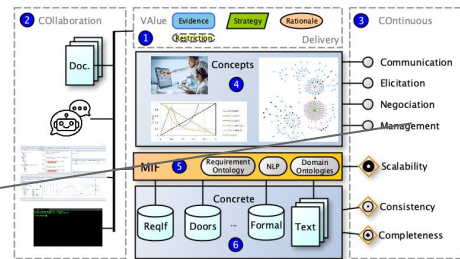 2 COllaboration
Doc.
VAlue
Evidence
Strategy
Rationale
1
Restriction
Delivery
3 COntinuous
Concepts
4
Communication
Elicitation
Negociation
Management
MIF
5
Requirement
Ontology
NLP
Domain
Ontologies
Scalability
Concrete
ReqIf
Doors
...
Formal
Text
6
Consistency
Completeness